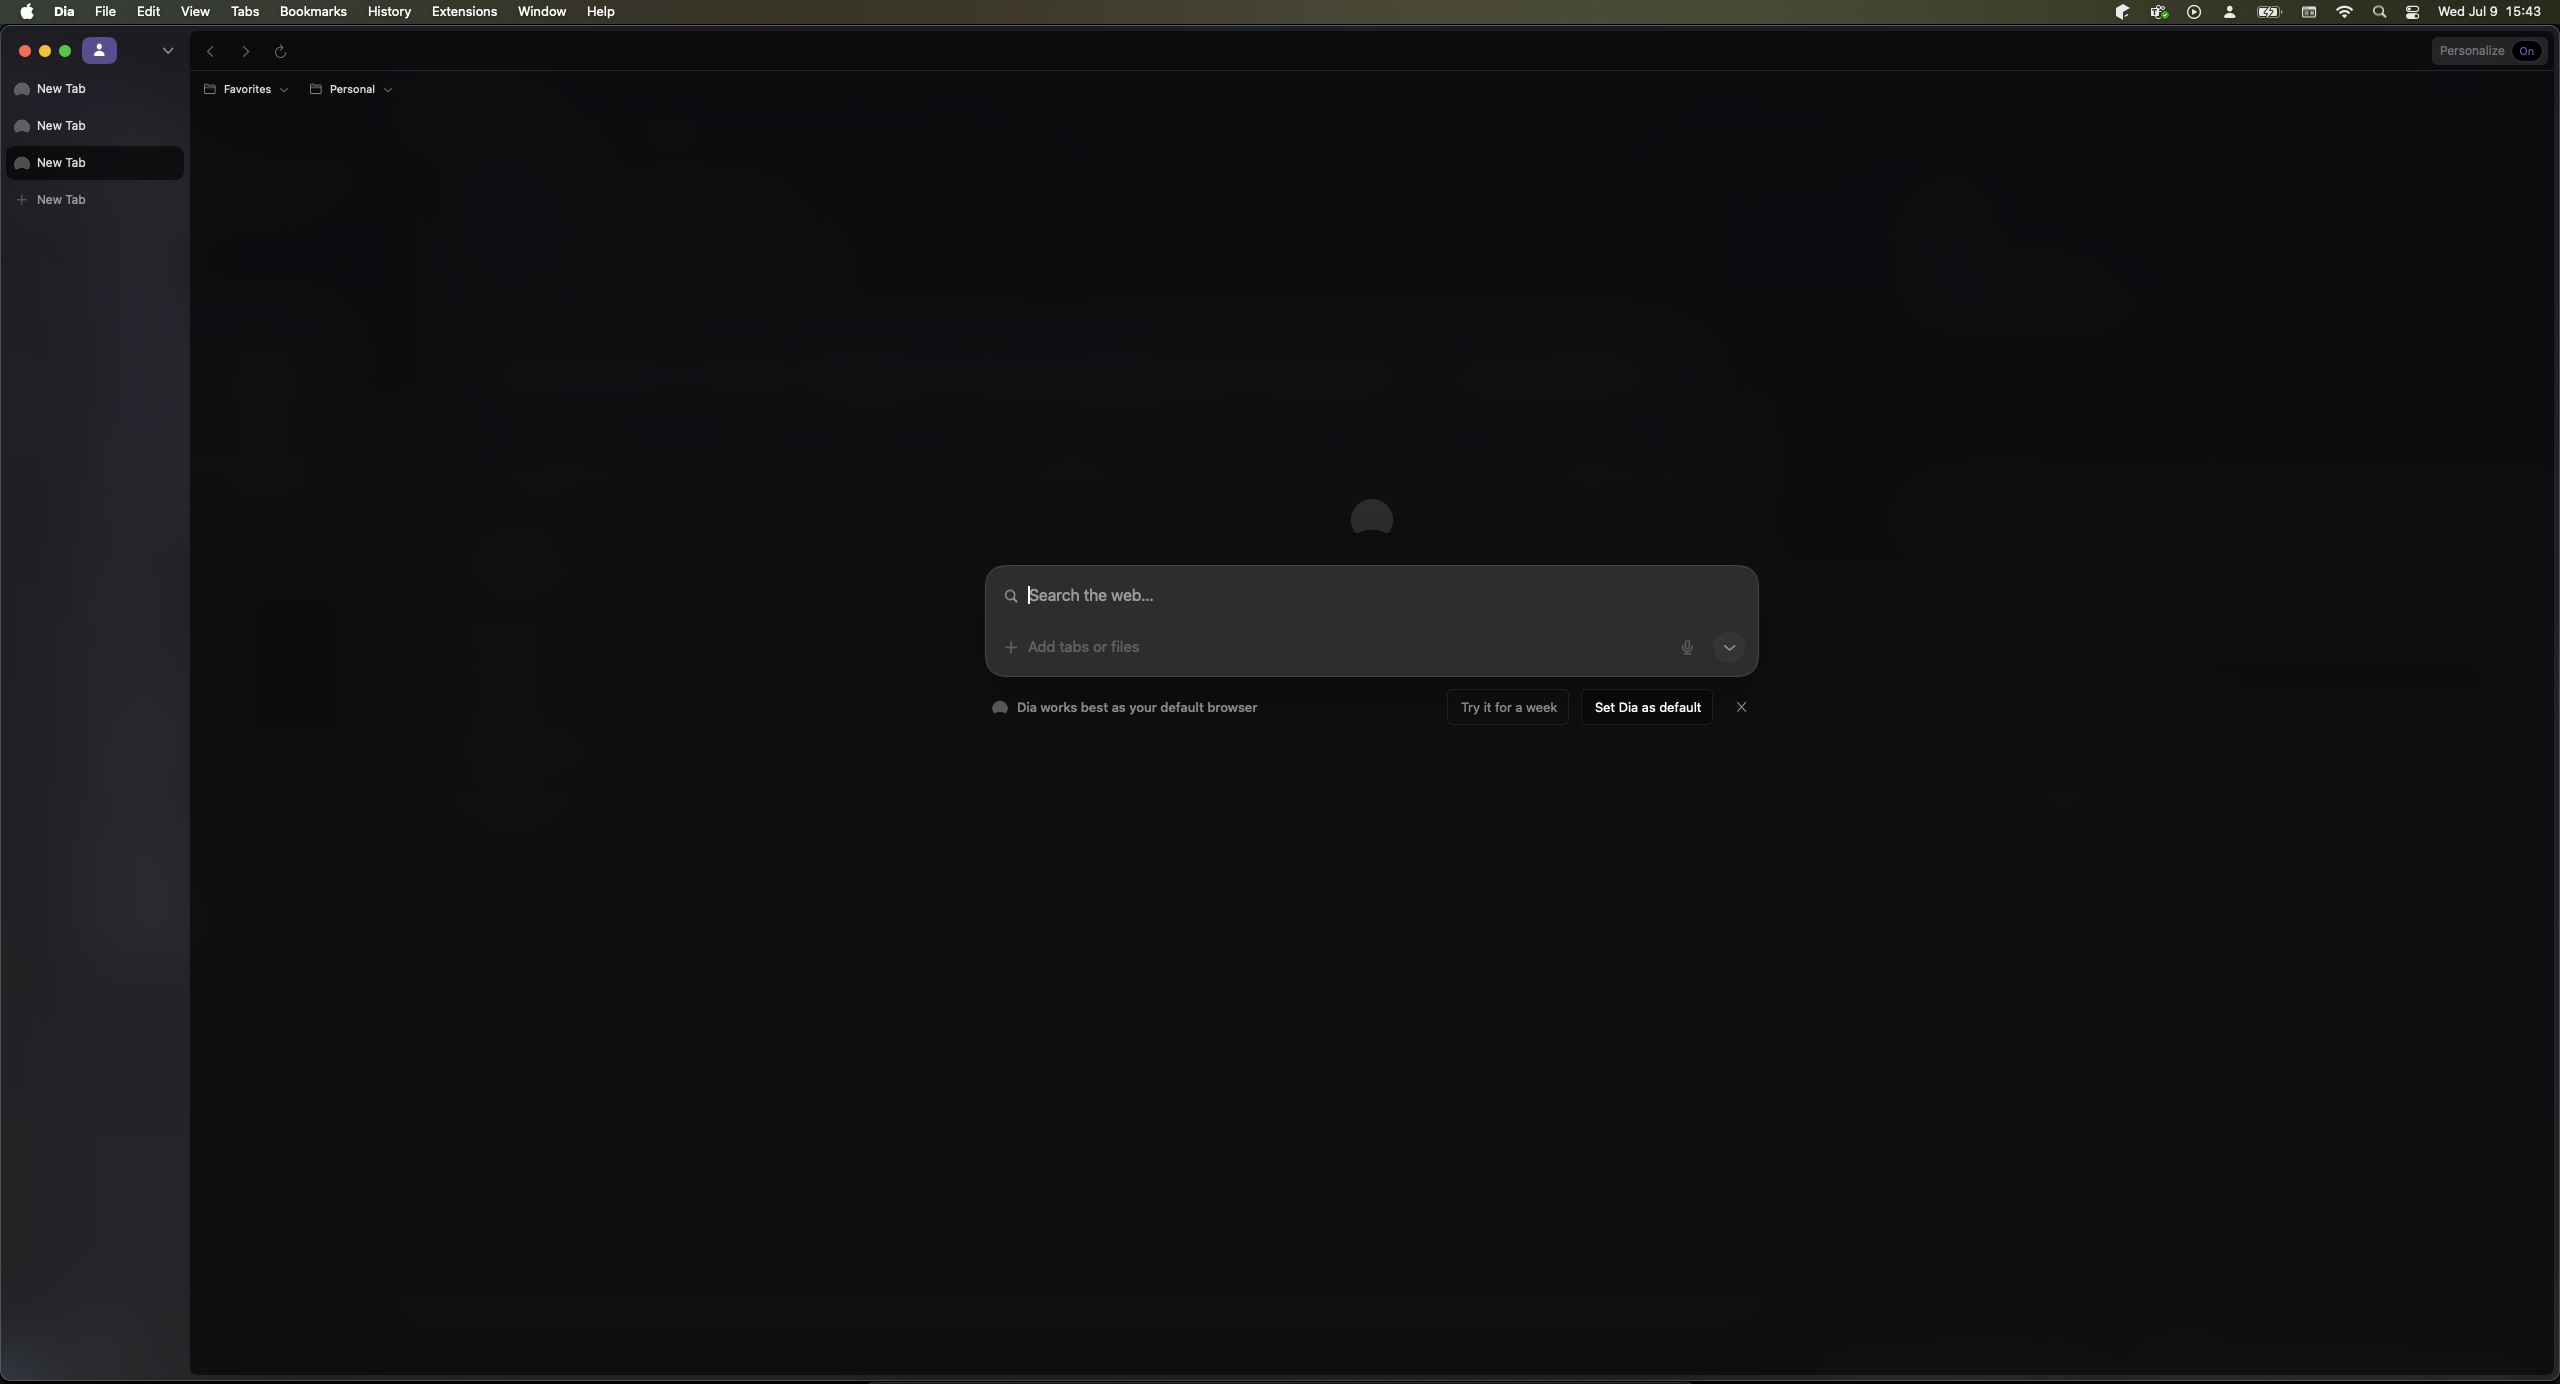 Dia File Edit View Tabs Bookmarks History Extensions Window Help Wed Jul 9 15:43
Personalize On
New Tab
Favorites Personal
New Tab
New Tab
New Tab
Search the web...
Add tabs or files
Dia works best as your default browser Try it for a week Set Dia as default